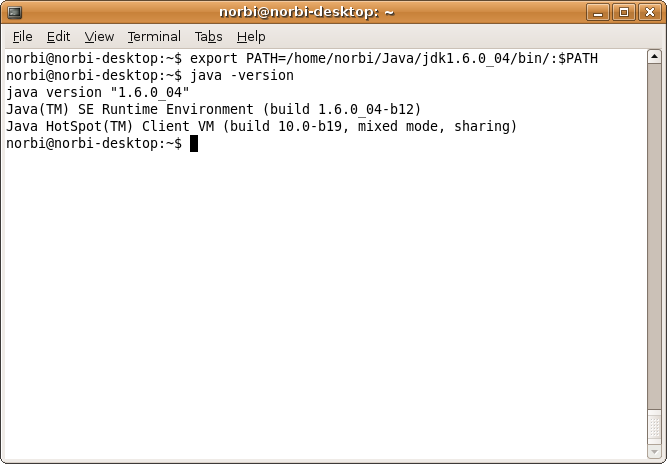 norbi@norbi-desktop: ~
File Edit View Terminal Tabs Help
norbi@norbi-desktop:~$ export PATH=/home/norbi/Java/jdk1.6.0_04/bin/:$PATH
norbi@norbi-desktop:~$ java -version
java version "1.6.0_04"
Java(TM) SE Runtime Environment (build 1.6.0_04-b12)
Java HotSpot(TM) Client VM (build 10.0-b19, mixed mode, sharing)
norbi@norbi-desktop:~$